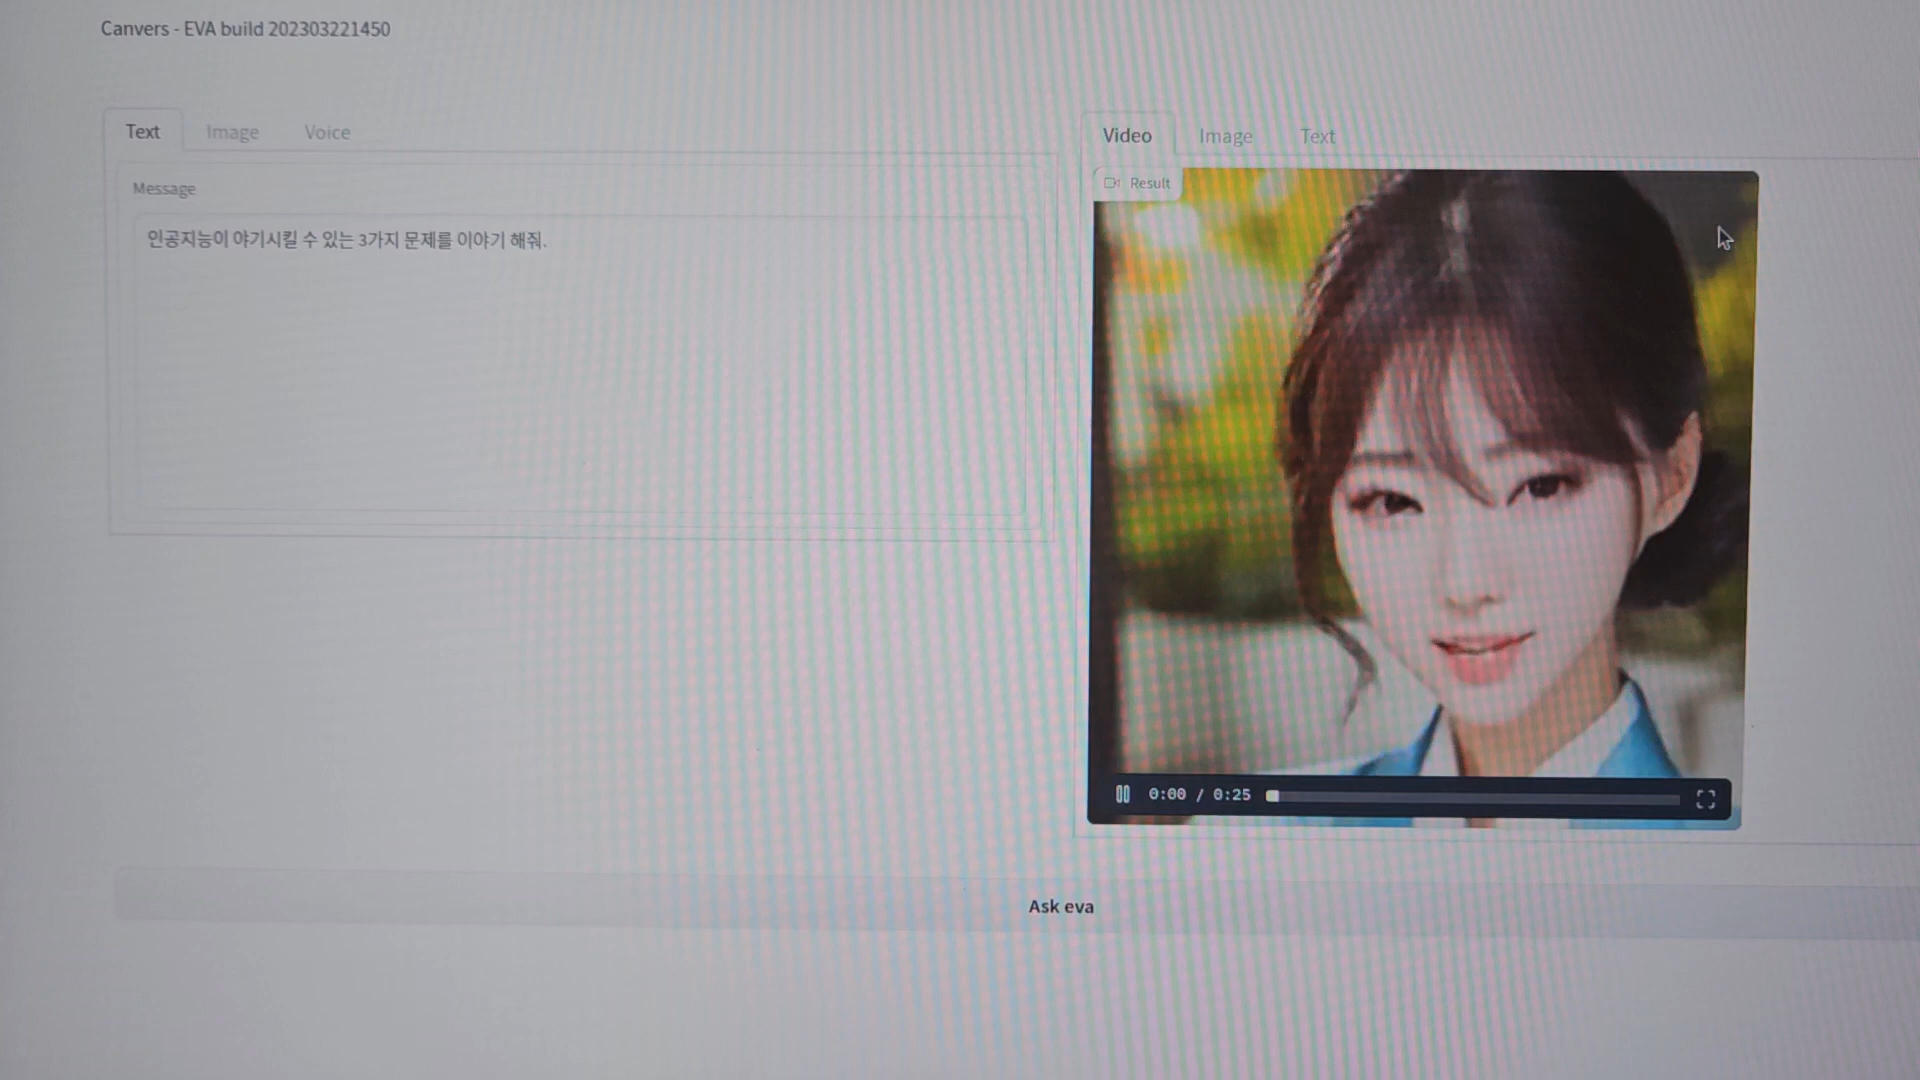 Canvers - EVA build 202303221450
Text Image Voice
Message
인공지능이 야기시킬 수 있는 3가지 문제를 이야기 해줘.
Video Image Text
Result
0:00 / 0:25
Ask eva